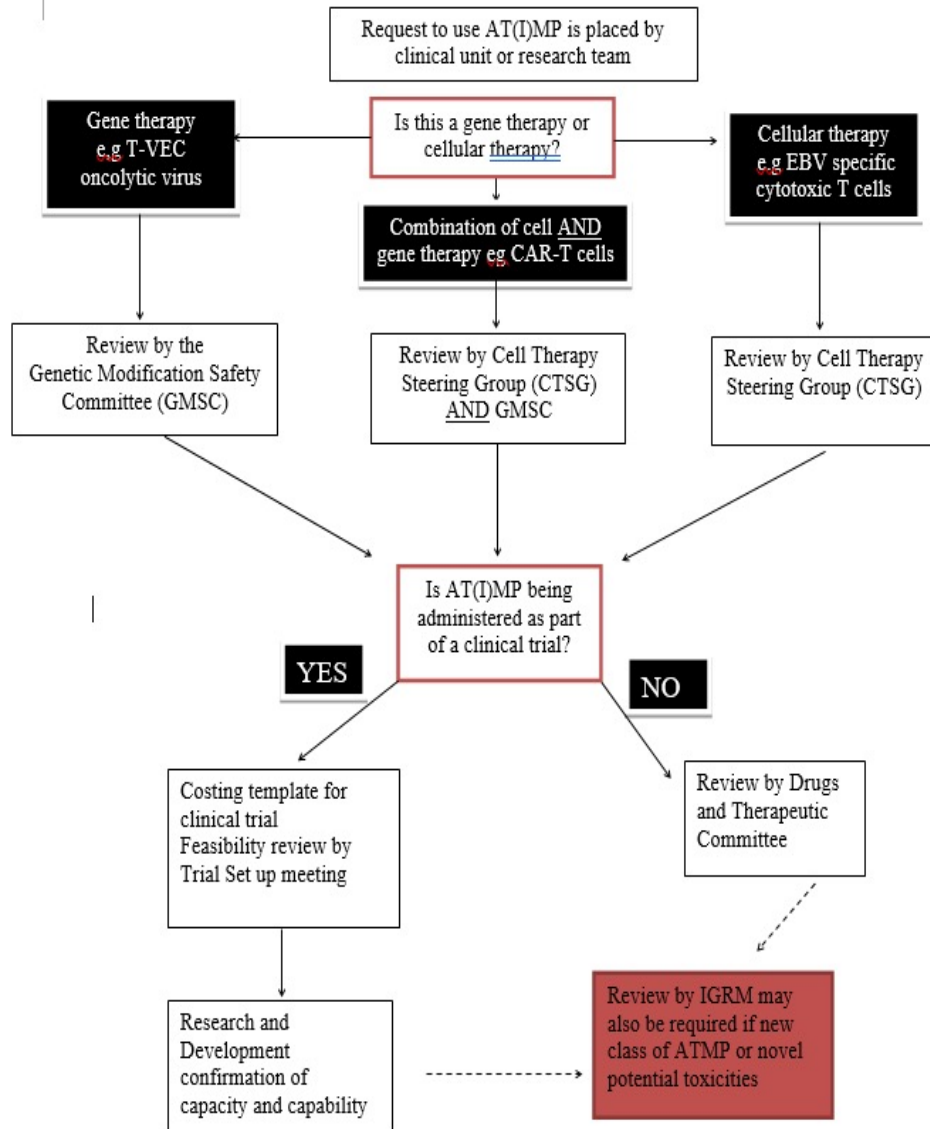 Request to use AT(I)MP is placed by
clinical unit or research team
Gene therapy
e.g T-VEC
oncolytic virus
Is this a gene therapy or
cellular therapy?
Cellular therapy
e.g EBV specific
cytotoxic T cells
Combination of cell AND
gene therapy eg CAR-T cells
Review by the
Genetic Modification Safety
Committee (GMSC)
Review by Cell Therapy
Steering Group (CTSG)
AND GMSC
Review by Cell Therapy
Steering Group (CTSG)
Is AT(I)MP being
administered as part
of a clinical trial?
YES
NO
Costing template for
clinical trial
Feasibility review by
Trial Set up meeting
Review by Drugs
and Therapeutic
Committee
Research and
Development
confirmation of
capacity and capability
Review by IGRM may
also be required if new
class of ATMP or novel
potential toxicities